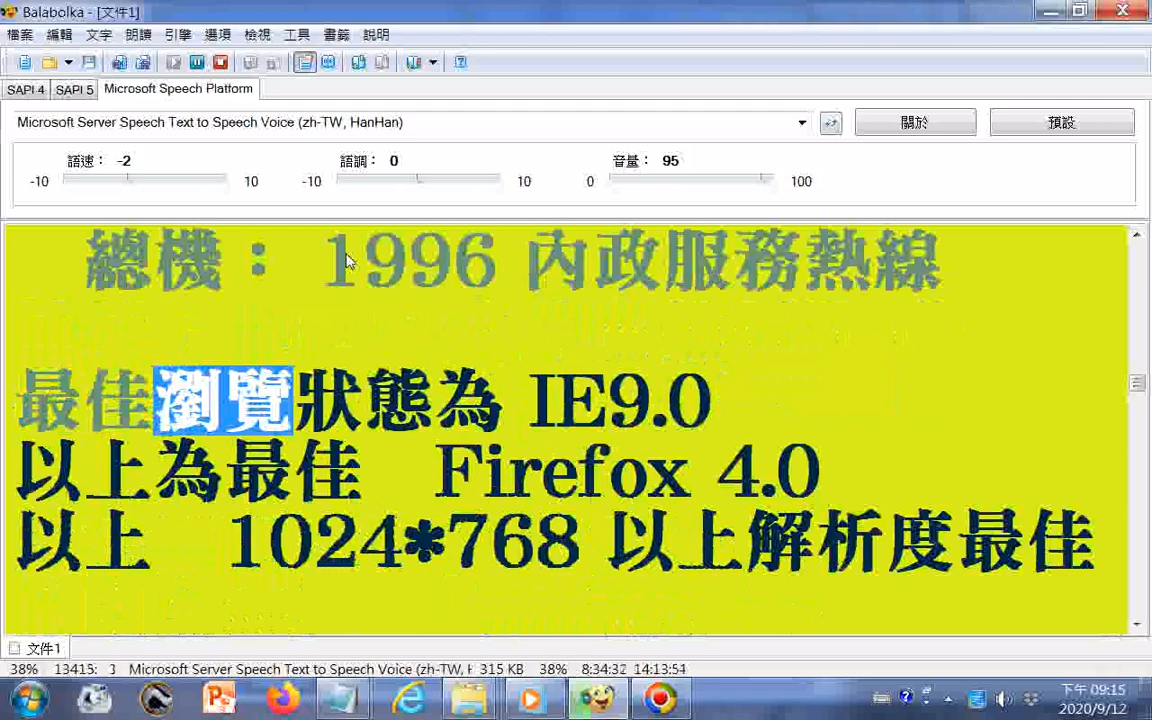 Balabolka - [文件1]
檔案 編輯 文字 朗讀 引擎 選項 檢視 工具 書籤 說明
SAPI 4 SAPI 5 Microsoft Speech Platform
Microsoft Server Speech Text to Speech Voice (zh-TW, HanHan) 關於 預設
語速： -2 語調： 0 音量： 95
-10 10 -10 10 0 100
總機： 1996 內政服務熱線
最佳瀏覽狀態為 IE9.0
以上為最佳 Firefox 4.0
以上 1024*768 以上解析度最佳
文件1
38% 13415: Microsoft Server Speech Text to Speech Voice (zh-TW, 315 KB 38% 8:34:32 14:13:54
下午 09:15
2020/9/12